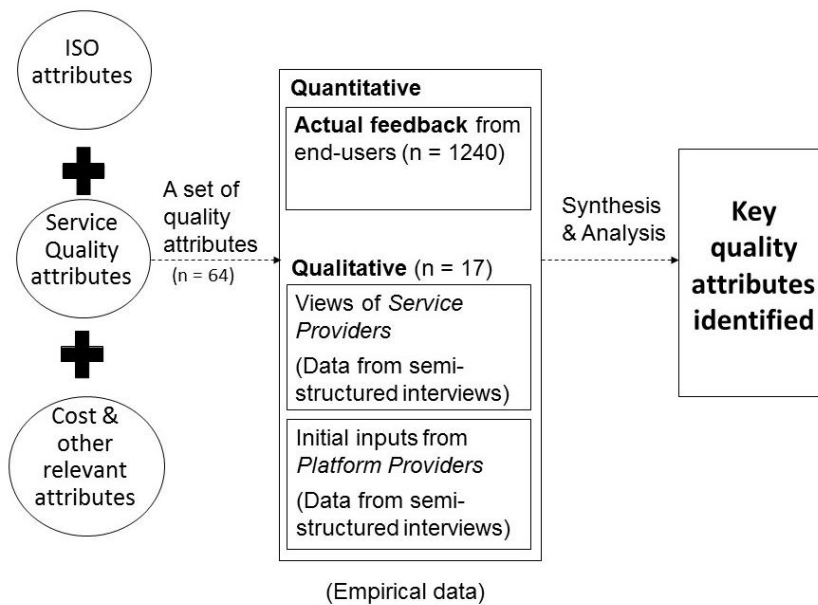 ISO
attributes
Service
Quality
attributes
Cost &
other
relevant
attributes
A set of
quality
attributes
(n = 64)
Quantitative
Actual feedback from
end-users (n = 1240)
Qualitative (n = 17)
Views of Service
Providers
(Data from semi-
structured interviews)
Initial inputs from
Platform Providers
(Data from semi-
structured interviews)
(Empirical data)
Synthesis
& Analysis
Key
quality
attributes
identified